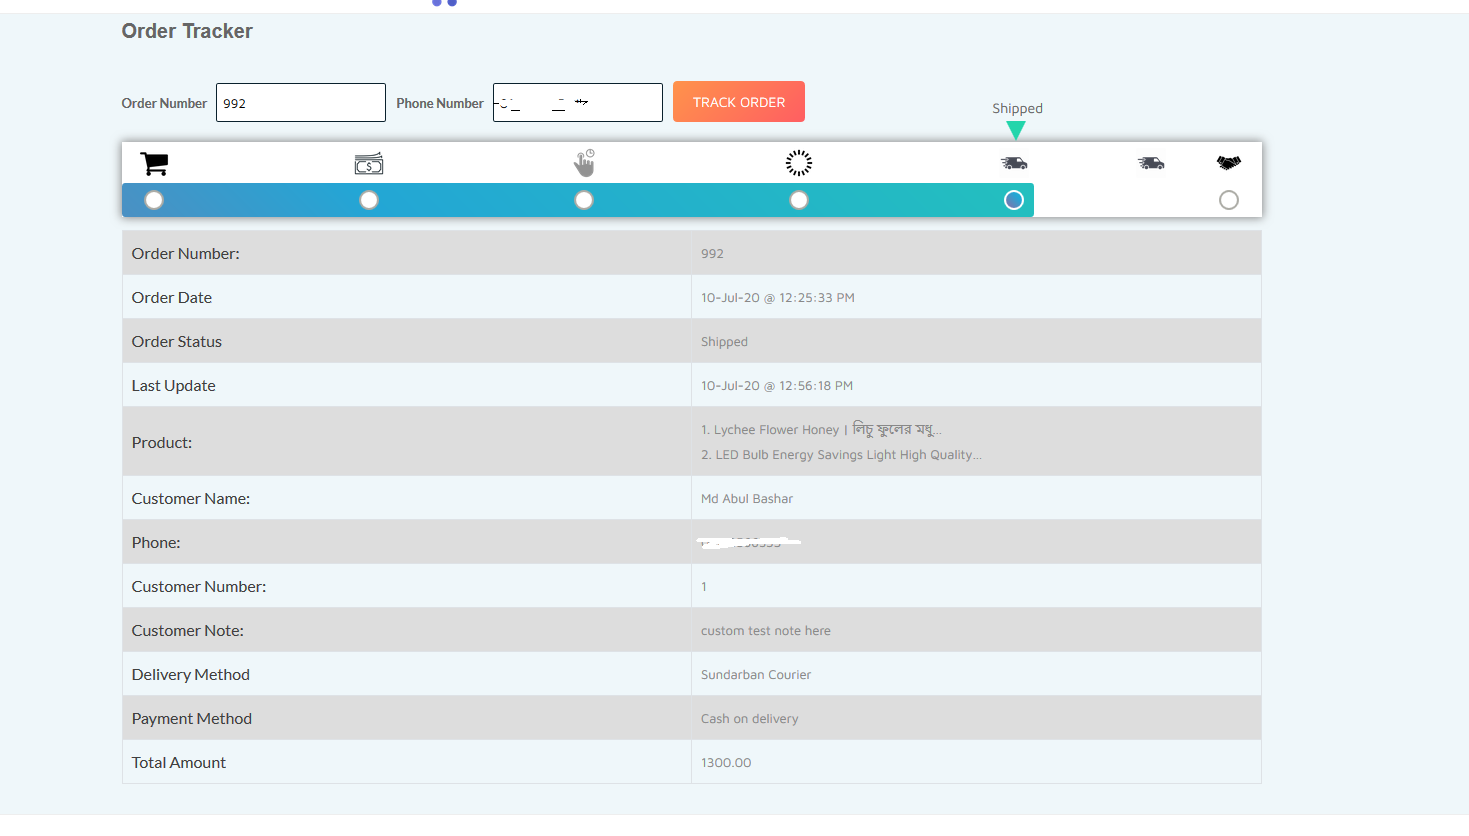 Order Tracker
Order Number 992 Phone Number TRACK ORDER
Shipped
Order Number: 992
Order Date 10-Jul-20 @ 12:25:33 PM
Order Status Shipped
Last Update 10-Jul-20 @ 12:56:18 PM
Product: 1. Lychee Flower Honey | লিচু ফুলের মধু...
2. LED Bulb Energy Savings Light High Quality...
Customer Name: Md Abul Bashar
Phone:
Customer Number: 1
Customer Note: custom test note here
Delivery Method Sundarban Courier
Payment Method Cash on delivery
Total Amount 1300.00